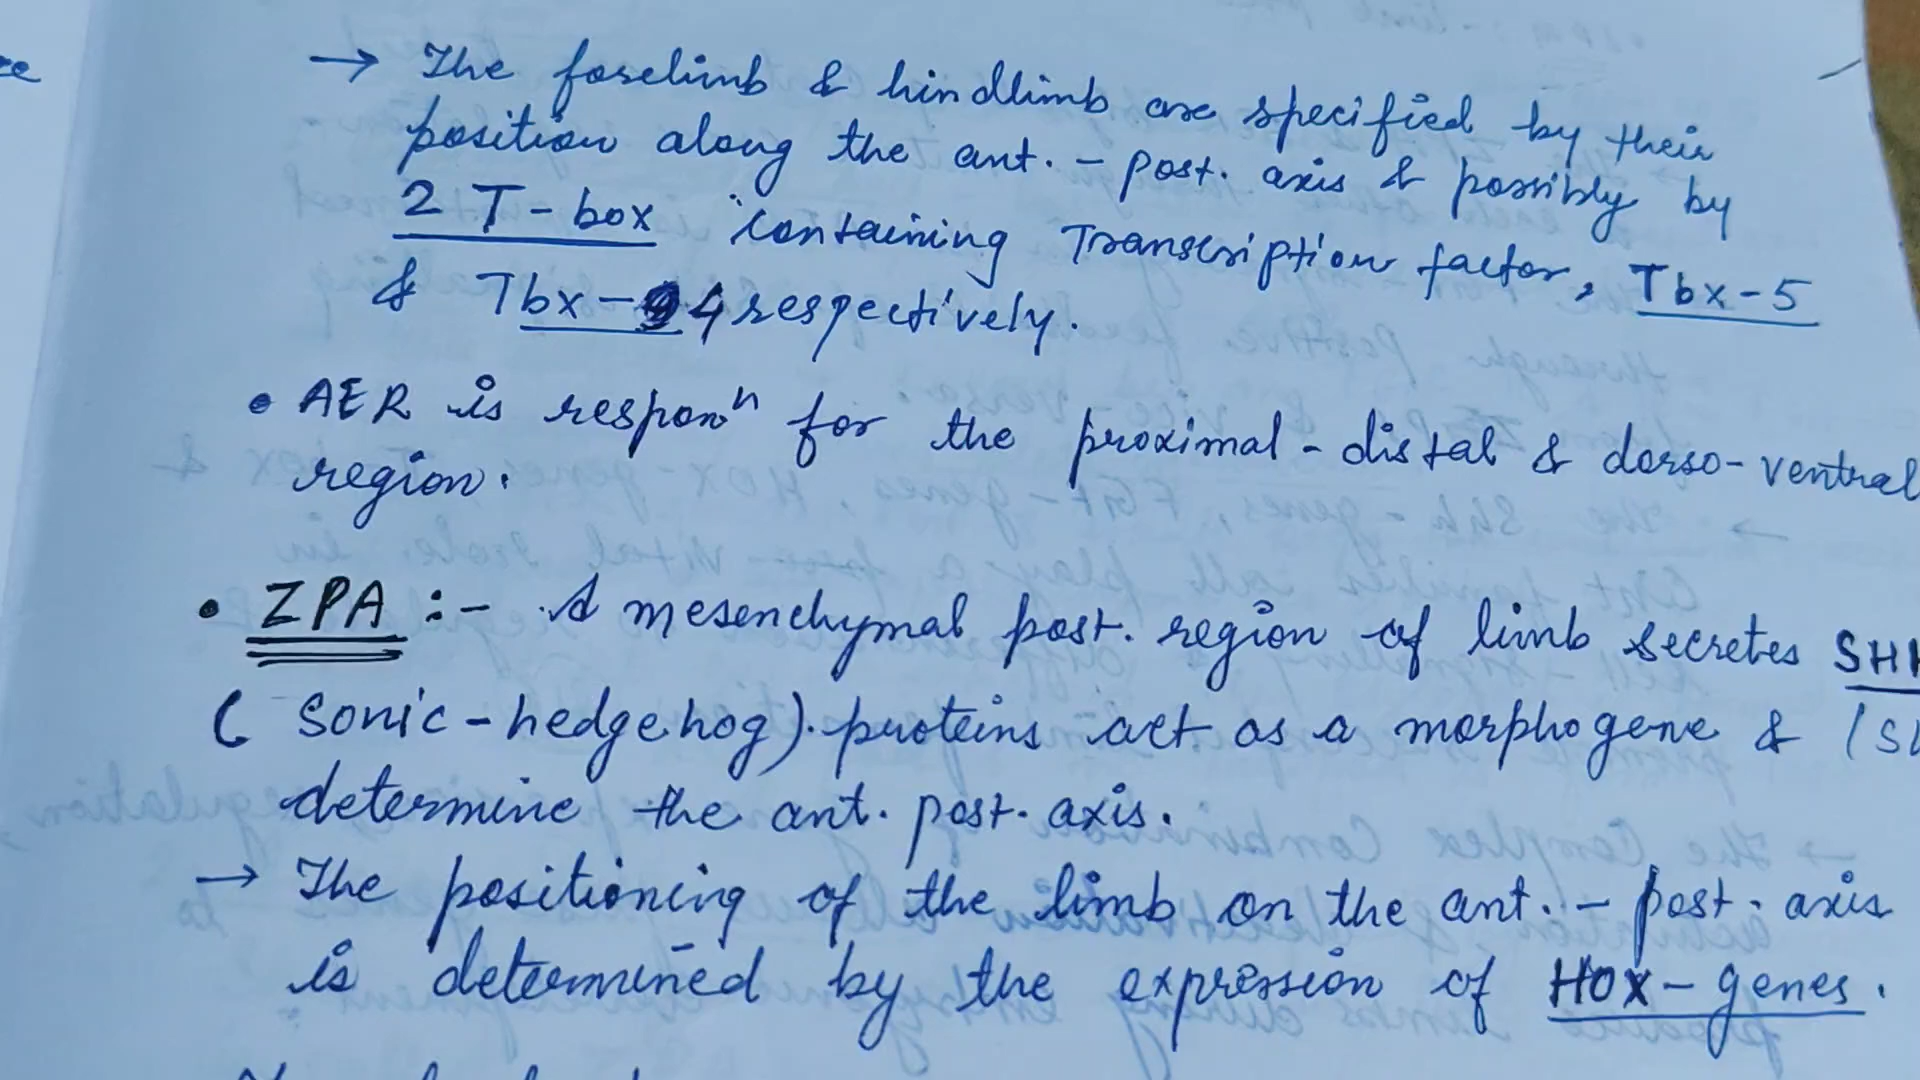 → The forelimb & hindlimb are specified by their
position along the ant. - post. axis & possibly by
2 T-box containing Transcription factor, Tbx-5
& Tbx-4 respectively.
• AER is responⁿ for the proximal-distal & dorso-ventral
region.
• ZPA :- A mesenchymal post. region of limb secretes SHH
(Sonic-hedgehog). proteins act as a morphogene &
determine the ant. post. axis.
→ The positioning of the limb on the ant. - post. axis
is determined by the expression of HOX-genes.